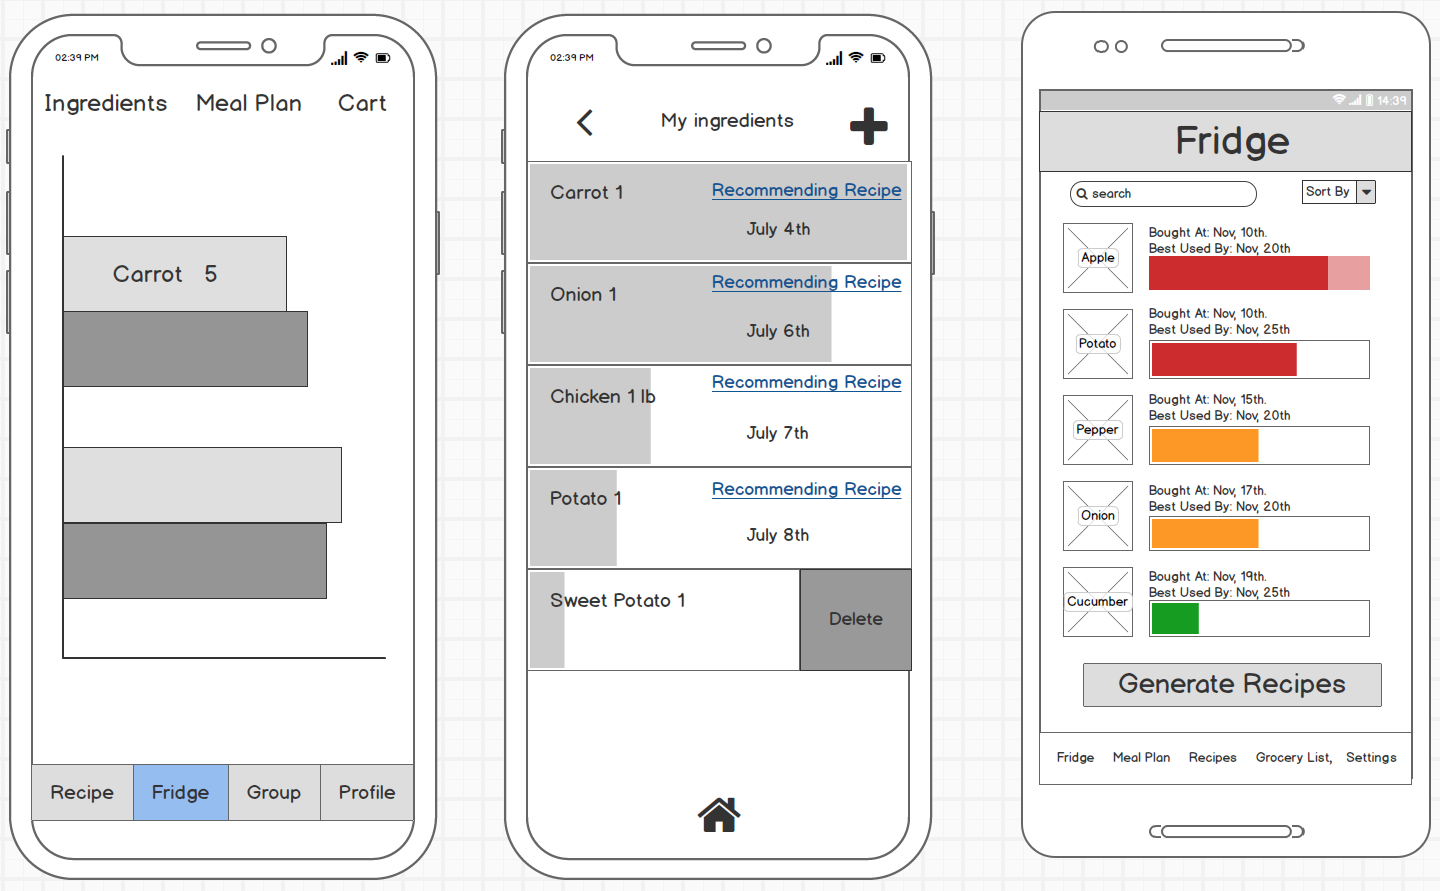 02:39 PM
Ingredients Meal Plan Cart
Carrot 5
Recipe Fridge Group Profile
02:39 PM
My ingredients
Carrot 1 Recommending Recipe
July 4th
Onion 1 Recommending Recipe
July 6th
Chicken 1 lb Recommending Recipe
July 7th
Potato 1 Recommending Recipe
July 8th
Sweet Potato 1
Delete
14:39
Fridge
search Sort By
Apple
Bought At: Nov, 10th.
Best Used By: Nov, 20th
Potato
Bought At: Nov, 10th.
Best Used By: Nov, 25th
Pepper
Bought At: Nov, 15th.
Best Used By: Nov, 20th
Onion
Bought At: Nov, 17th.
Best Used By: Nov, 20th
Cucumber
Bought At: Nov, 19th.
Best Used By: Nov, 25th
Generate Recipes
Fridge Meal Plan Recipes Grocery List, Settings